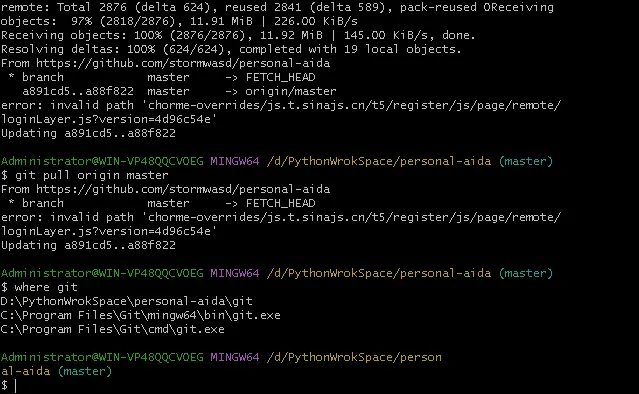 remote: Total 2876 (delta 624), reused 2841 (delta 589), pack-reused 0Receiving
objects:  97% (2818/2876), 11.91 MiB | 226.00 KiB/s
Receiving objects: 100% (2876/2876), 11.92 MiB | 145.00 KiB/s, done.
Resolving deltas: 100% (624/624), completed with 19 local objects.
From https://github.com/stormwasd/personal-aida
 * branch            master     -> FETCH_HEAD
   a891cd5..a88f822  master     -> origin/master
error: invalid path 'chorme-overrides/js.t.sinajs.cn/t5/register/js/page/remote/
loginLayer.js?version=4d96c54e'
Updating a891cd5..a88f822
Administrator@WIN-VP48QQCVOEG MINGW64 /d/PythonWrokSpace/personal-aida (master)
$ git pull origin master
From https://github.com/stormwasd/personal-aida
 * branch            master     -> FETCH_HEAD
error: invalid path 'chorme-overrides/js.t.sinajs.cn/t5/register/js/page/remote/
loginLayer.js?version=4d96c54e'
Updating a891cd5..a88f822
Administrator@WIN-VP48QQCVOEG MINGW64 /d/PythonWrokSpace/personal-aida (master)
$ where git
D:\PythonWrokSpace\personal-aida\git
C:\Program Files\Git\mingw64\bin\git.exe
C:\Program Files\Git\cmd\git.exe
Administrator@WIN-VP48QQCVOEG MINGW64 /d/PythonWrokSpace/person
al-aida (master)
$